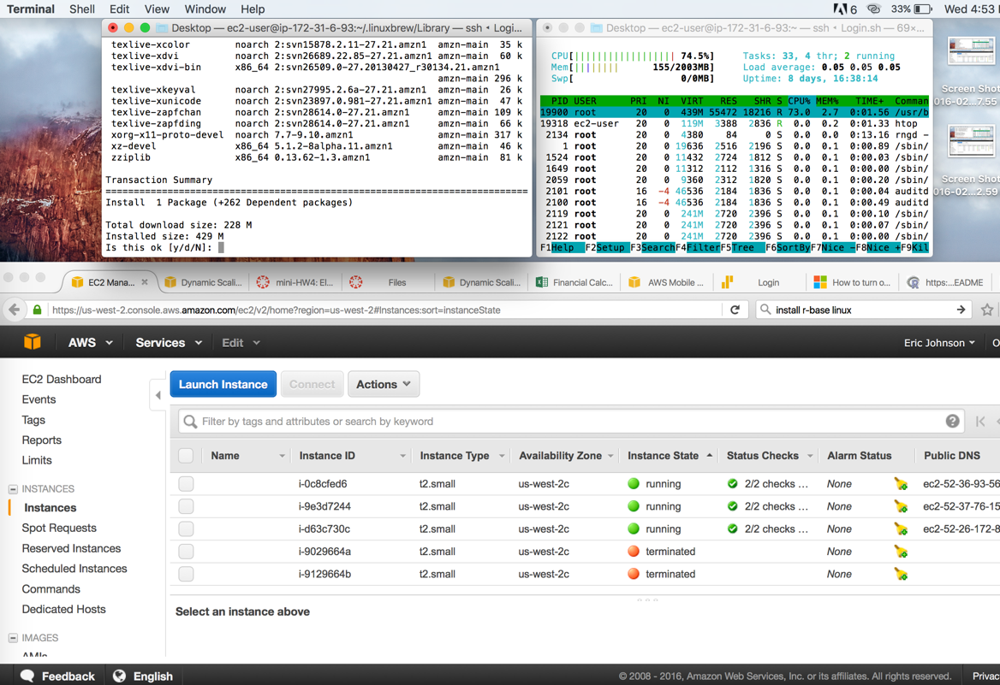 Terminal Shell Edit View Window Help 6 33% Wed 4:53
Desktop — ec2-user@ip-172-31-6-93:~/.linuxbrew/Library — ssh ◂ Logi...
texlive-xcolor noarch 2:svn15878.2.11-27.21.amzn1 amzn-main 35 k
texlive-xdvi noarch 2:svn26689.22.85-27.21.amzn1 amzn-main 60 k
texlive-xdvi-bin x86_64 2:svn26509.0-27.20130427_r30134.21.amzn1
amzn-main 296 k
texlive-xkeyval noarch 2:svn27995.2.6a-27.21.amzn1 amzn-main 26 k
texlive-xunicode noarch 2:svn23897.0.981-27.21.amzn1 amzn-main 47 k
texlive-zapfchan noarch 2:svn28614.0-27.21.amzn1 amzn-main 109 k
texlive-zapfding noarch 2:svn28614.0-27.21.amzn1 amzn-main 66 k
xorg-x11-proto-devel noarch 7.7-9.10.amzn1 amzn-main 317 k
xz-devel x86_64 5.1.2-8alpha.11.amzn1 amzn-main 46 k
zziplib x86_64 0.13.62-1.3.amzn1 amzn-main 81 k
Transaction Summary
Install 1 Package (+262 Dependent packages)
Total download size: 228 M
Installed size: 429 M
Is this ok [y/d/N]:
Desktop — ec2-user@ip-172-31-6-93:~ — ssh ◂ Login.sh — 69×...
CPU[|||||||||||||||||| 74.5%] Tasks: 33, 4 thr; 2 running
Mem[|||||||| 155/2003MB] Load average: 0.05 0.05 0.05
Swp[ 0/0MB] Uptime: 8 days, 16:38:14
PID USER PRI NI VIRT RES SHR S CPU% MEM% TIME+ Comman
19900 root 20 0 439M 55472 18216 R 73.0 2.7 0:01.56 /usr/b
19318 ec2-user 20 0 119M 3388 2836 R 0.0 0.2 0:01.33 htop
2134 root 20 0 4380 84 0 S 0.0 0.0 0:13.16 rngd -
1 root 20 0 19636 2516 2196 S 0.0 0.1 0:00.89 /sbin/
1524 root 20 0 11432 2724 1812 S 0.0 0.1 0:00.03 /sbin/
1649 root 20 0 11312 2112 1316 S 0.0 0.1 0:00.00 /sbin/
2059 root 20 0 9360 2312 1820 S 0.0 0.1 0:00.20 /sbin/
2101 root 16 -4 46536 2184 1836 S 0.0 0.1 0:00.04 auditd
2100 root 16 -4 46536 2184 1836 S 0.0 0.1 0:00.49 auditd
2119 root 20 0 241M 2720 2396 S 0.0 0.1 0:00.10 /sbin/
2121 root 20 0 241M 2720 2396 S 0.0 0.1 0:00.07 /sbin/
2122 root 20 0 241M 2720 2396 S 0.0 0.1 0:00.00 /sbin/
F1Help F2Setup F3SearchF4FilterF5Tree F6SortByF7Nice -F8Nice +F9Kil
Screen Shot
016-02...7.55
Screen Shot
016-02...2.59
EC2 Mana... × Dynamic Scali... mini-HW4: El... Files Dynamic Scali... Financial Calc... AWS Mobile ... Login How to turn o... https:...EADME
https://us-west-2.console.aws.amazon.com/ec2/v2/home?region=us-west-2#Instances:sort=instanceState install r-base linux
AWS Services Edit Eric Johnson O
EC2 Dashboard
Events
Tags
Reports
Limits
INSTANCES
Instances
Spot Requests
Reserved Instances
Scheduled Instances
Commands
Dedicated Hosts
IMAGES
AMIs
Launch Instance Connect Actions
Filter by tags and attributes or search by keyword
Name Instance ID Instance Type Availability Zone Instance State Status Checks Alarm Status Public DNS
i-0c8cfed6 t2.small us-west-2c running 2/2 checks ... None ec2-52-36-93-56
i-9e3d7244 t2.small us-west-2c running 2/2 checks ... None ec2-52-37-76-15
i-d63c730c t2.small us-west-2c running 2/2 checks ... None ec2-52-26-172-8
i-9029664a t2.small us-west-2c terminated None
i-9129664b t2.small us-west-2c terminated None
Select an instance above
Feedback English © 2008 - 2016, Amazon Web Services, Inc. or its affiliates. All rights reserved. Privac